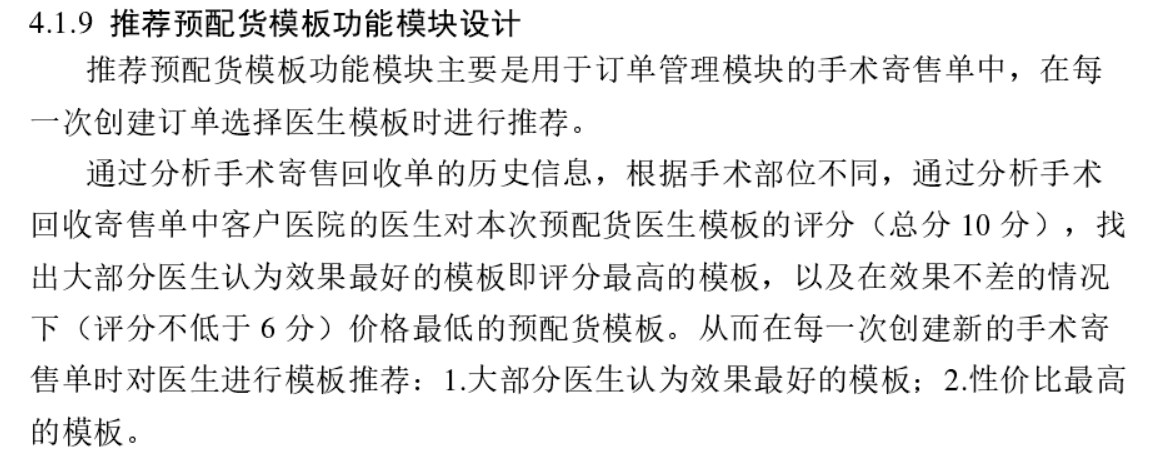 4.1.9 推荐预配货模板功能模块设计
推荐预配货模板功能模块主要是用于订单管理模块的手术寄售单中，在每
一次创建订单选择医生模板时进行推荐。
通过分析手术寄售回收单的历史信息，根据手术部位不同，通过分析手术
回收寄售单中客户医院的医生对本次预配货医生模板的评分（总分 10 分），找
出大部分医生认为效果最好的模板即评分最高的模板，以及在效果不差的情况
下（评分不低于 6 分）价格最低的预配货模板。从而在每一次创建新的手术寄
售单时对医生进行模板推荐：1.大部分医生认为效果最好的模板；2.性价比最高
的模板。